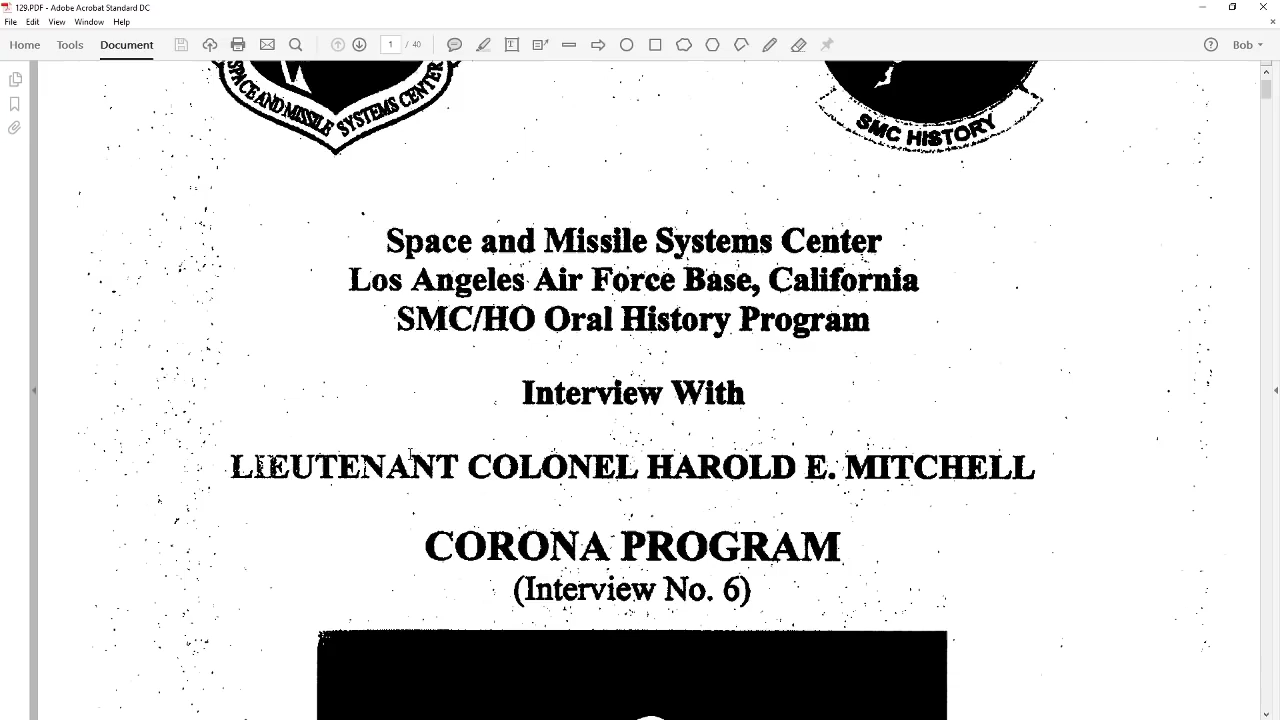 129.PDF - Adobe Acrobat Standard DC
File Edit View Window Help
Home Tools Document 1 / 40 Bob
SPACE AND MISSILE SYSTEMS CENTER
SMC HISTORY
Space and Missile Systems Center
Los Angeles Air Force Base, California
SMC/HO Oral History Program
Interview With
LIEUTENANT COLONEL HAROLD E. MITCHELL
CORONA PROGRAM
(Interview No. 6)